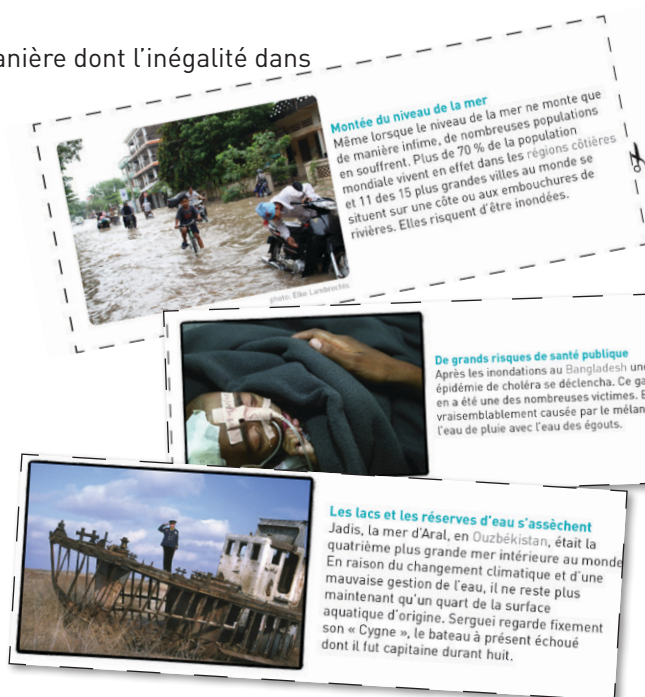 anière dont l’inégalité dans
Montée du niveau de la mer
Même lorsque le niveau de la mer ne monte que
de manière infime, de nombreuses populations
en souffrent. Plus de 70 % de la population
mondiale vivent en effet dans les régions côtières
et 11 des 15 plus grandes villes au monde se
situent sur une côte ou aux embouchures de
rivières. Elles risquent d’être inondées.
photo: Elke Lambrechts
De grands risques de santé publique
Après les inondations au Bangladesh une
épidémie de choléra se déclencha. Ce ga
en a été une des nombreuses victimes. E
vraisemblablement causée par le mélan
l’eau de pluie avec l’eau des égouts.
Les lacs et les réserves d’eau s’assèchent
Jadis, la mer d’Aral, en Ouzbékistan, était la
quatrième plus grande mer intérieure au monde
En raison du changement climatique et d’une
mauvaise gestion de l’eau, il ne reste plus
maintenant qu’un quart de la surface
aquatique d’origine. Serguei regarde fixement
son « Cygne », le bateau à présent échoué
dont il fut capitaine durant huit.